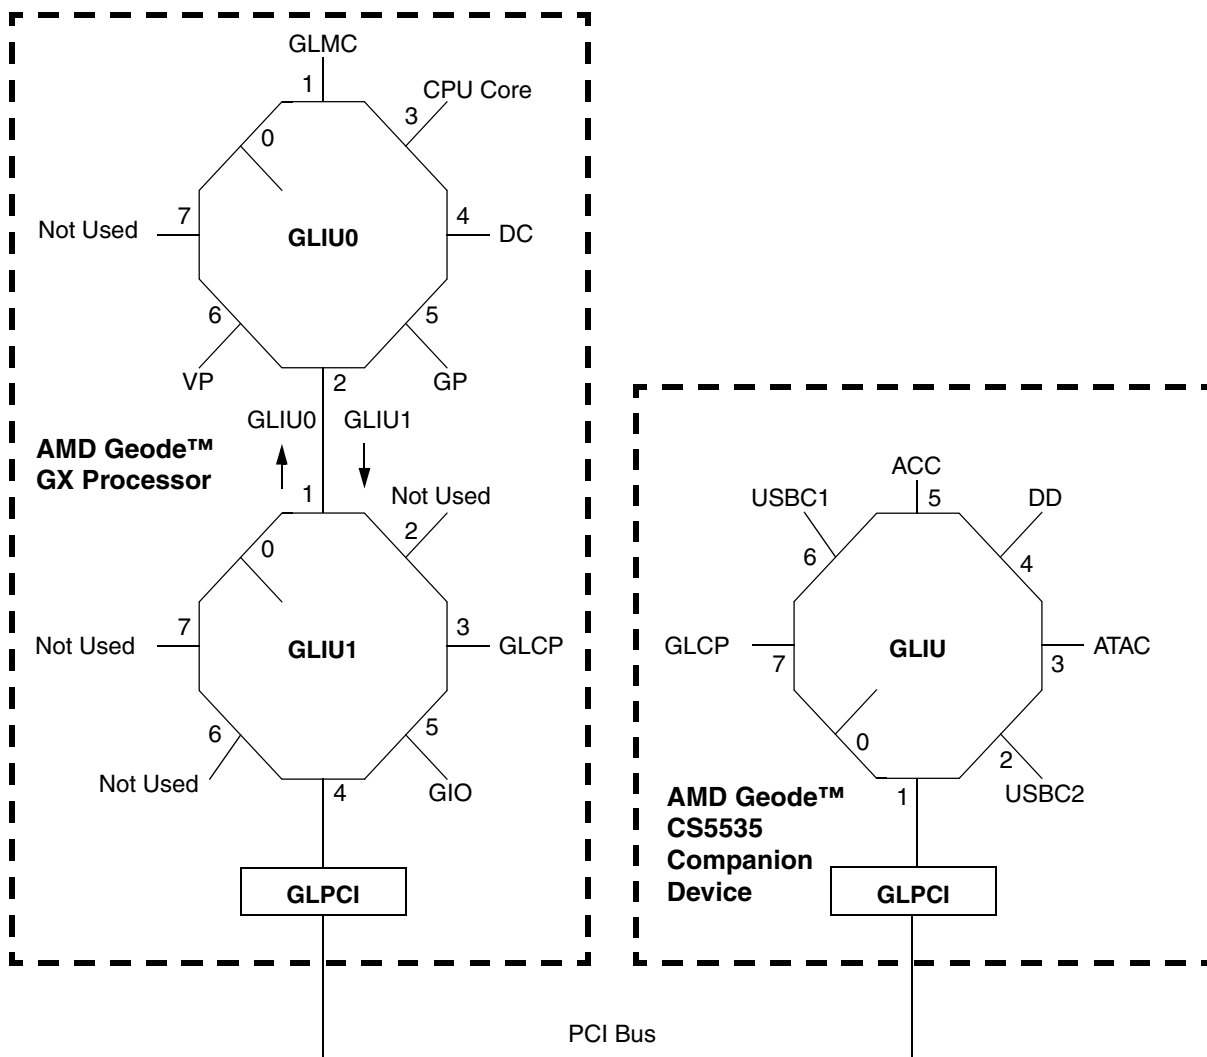 GLMC
1
CPU Core
3
0
Not Used
7
GLIU0
4
DC
6
5
VP
2
GP
GLIU0
GLIU1
AMD Geode™
GX Processor
1
Not Used
2
0
Not Used
7
GLIU1
3
GLCP
6
5
Not Used
4
GIO
GLPCI
ACC
USBC1
5
DD
6
4
GLCP
7
GLIU
3
ATAC
0
2
1
USBC2
AMD Geode™
CS5535
Companion
Device
GLPCI
PCI Bus